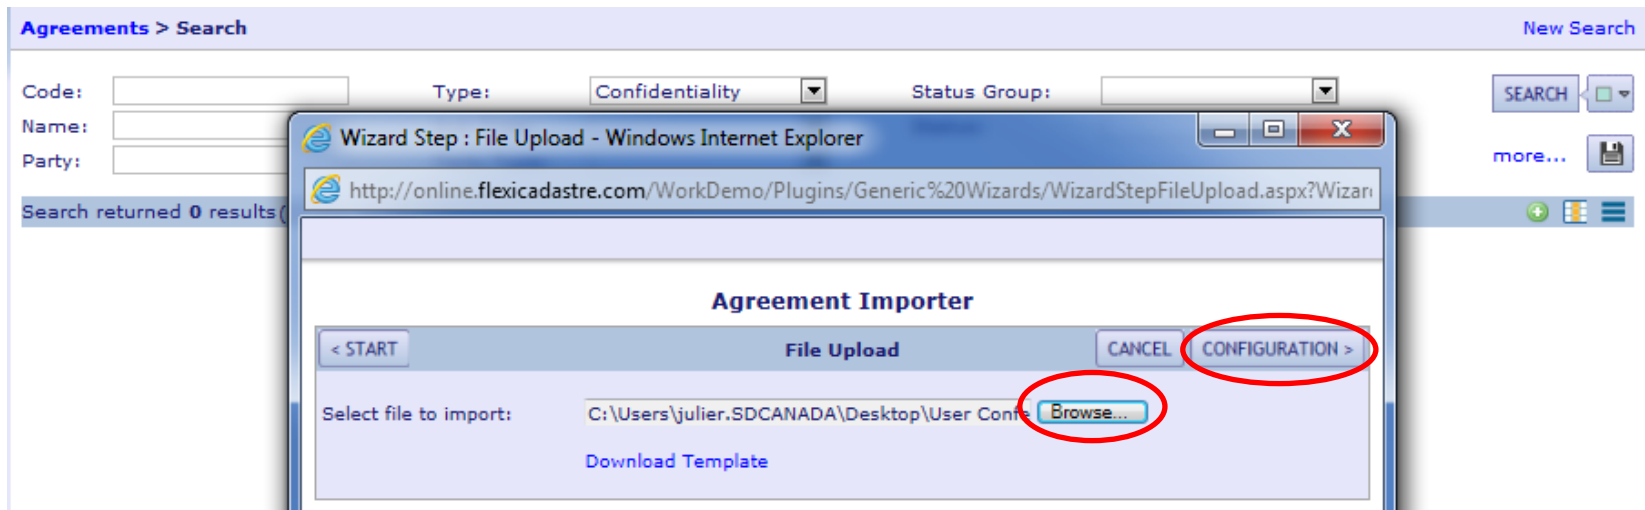 Agreements > Search New Search
Code: Type: Confidentiality Status Group: SEARCH
Name:
Party: more...
Search returned 0 results(
Wizard Step : File Upload - Windows Internet Explorer
http://online.flexicadastre.com/WorkDemo/Plugins/Generic%20Wizards/WizardStepFileUpload.aspx?Wizar
Agreement Importer
< START File Upload CANCEL CONFIGURATION >
Select file to import: C:\Users\julier.SDCANADA\Desktop\User Confe Browse...
Download Template